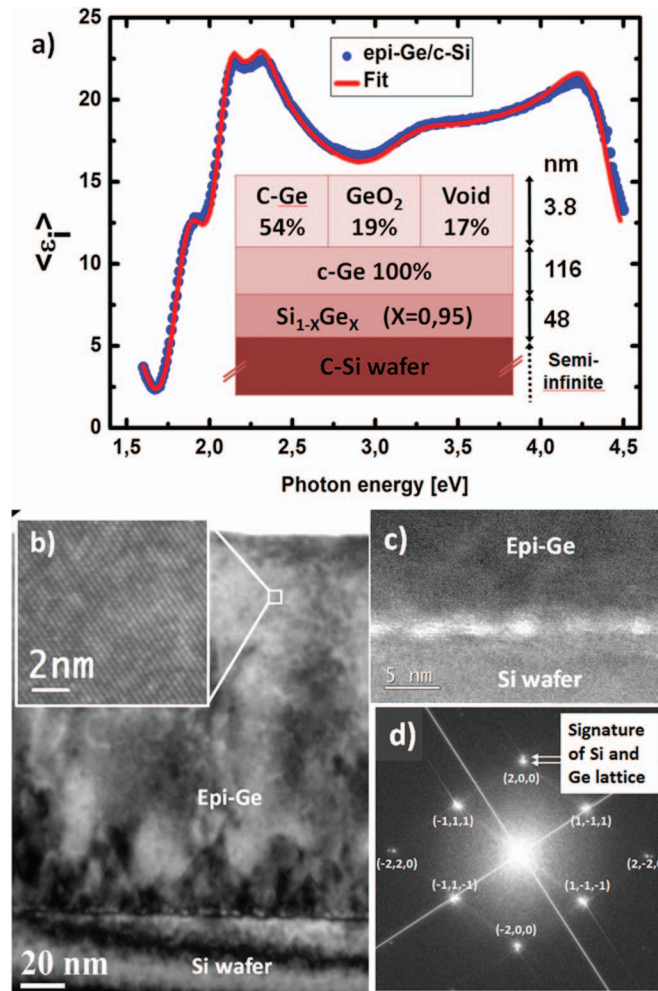 a)
25
20
15
10
5
0
<ε_i>
epi-Ge/c-Si
Fit
nm
C-Ge
54%
GeO₂
19%
Void
17%
3.8
c-Ge 100%
116
Si₁₋ₓGeₓ (X=0,95)
48
C-Si wafer
Semi-
infinite
1,5 2,0 2,5 3,0 3,5 4,0 4,5
Photon energy [eV]
b)
2nm
Epi-Ge
Si wafer
20 nm
c)
Epi-Ge
5 nm
Si wafer
d)
Signature
of Si and
Ge lattice
(2,0,0)
(-1,1,1)
(1,-1,1)
(-2,2,0)
(2,-2,0
(-1,1,-1)
(1,-1,-1)
(-2,0,0)